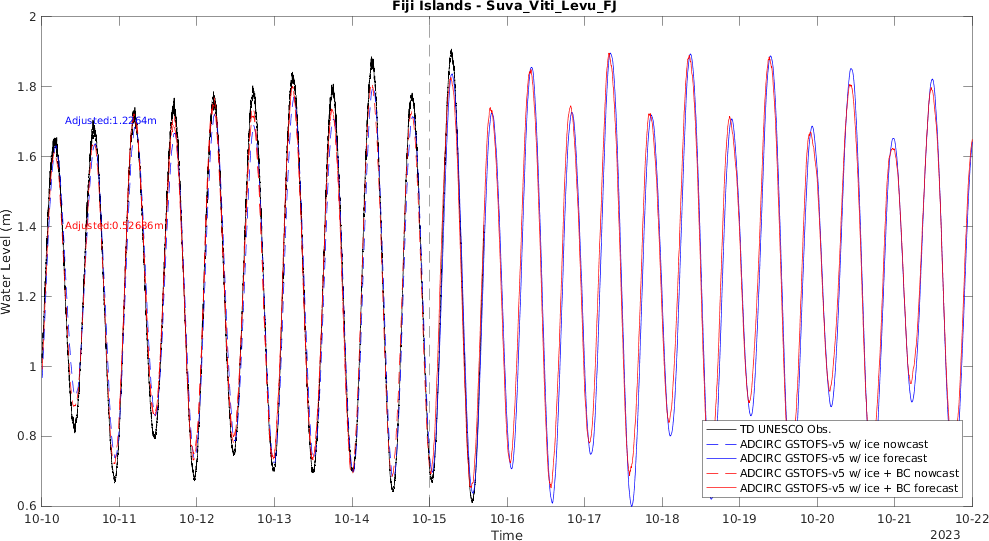 Fiji Islands - Suva_Viti_Levu_FJ
2
1.8
1.6
1.4
1.2
1
0.8
0.6
Water Level (m)
Adjusted:1.2264m
Adjusted:0.52636m
TD UNESCO Obs.
ADCIRC GSTOFS-v5 w/ ice nowcast
ADCIRC GSTOFS-v5 w/ ice forecast
ADCIRC GSTOFS-v5 w/ ice + BC nowcast
ADCIRC GSTOFS-v5 w/ ice + BC forecast
10-10 10-11 10-12 10-13 10-14 10-15 10-16 10-17 10-18 10-19 10-20 10-21 10-22
Time
2023